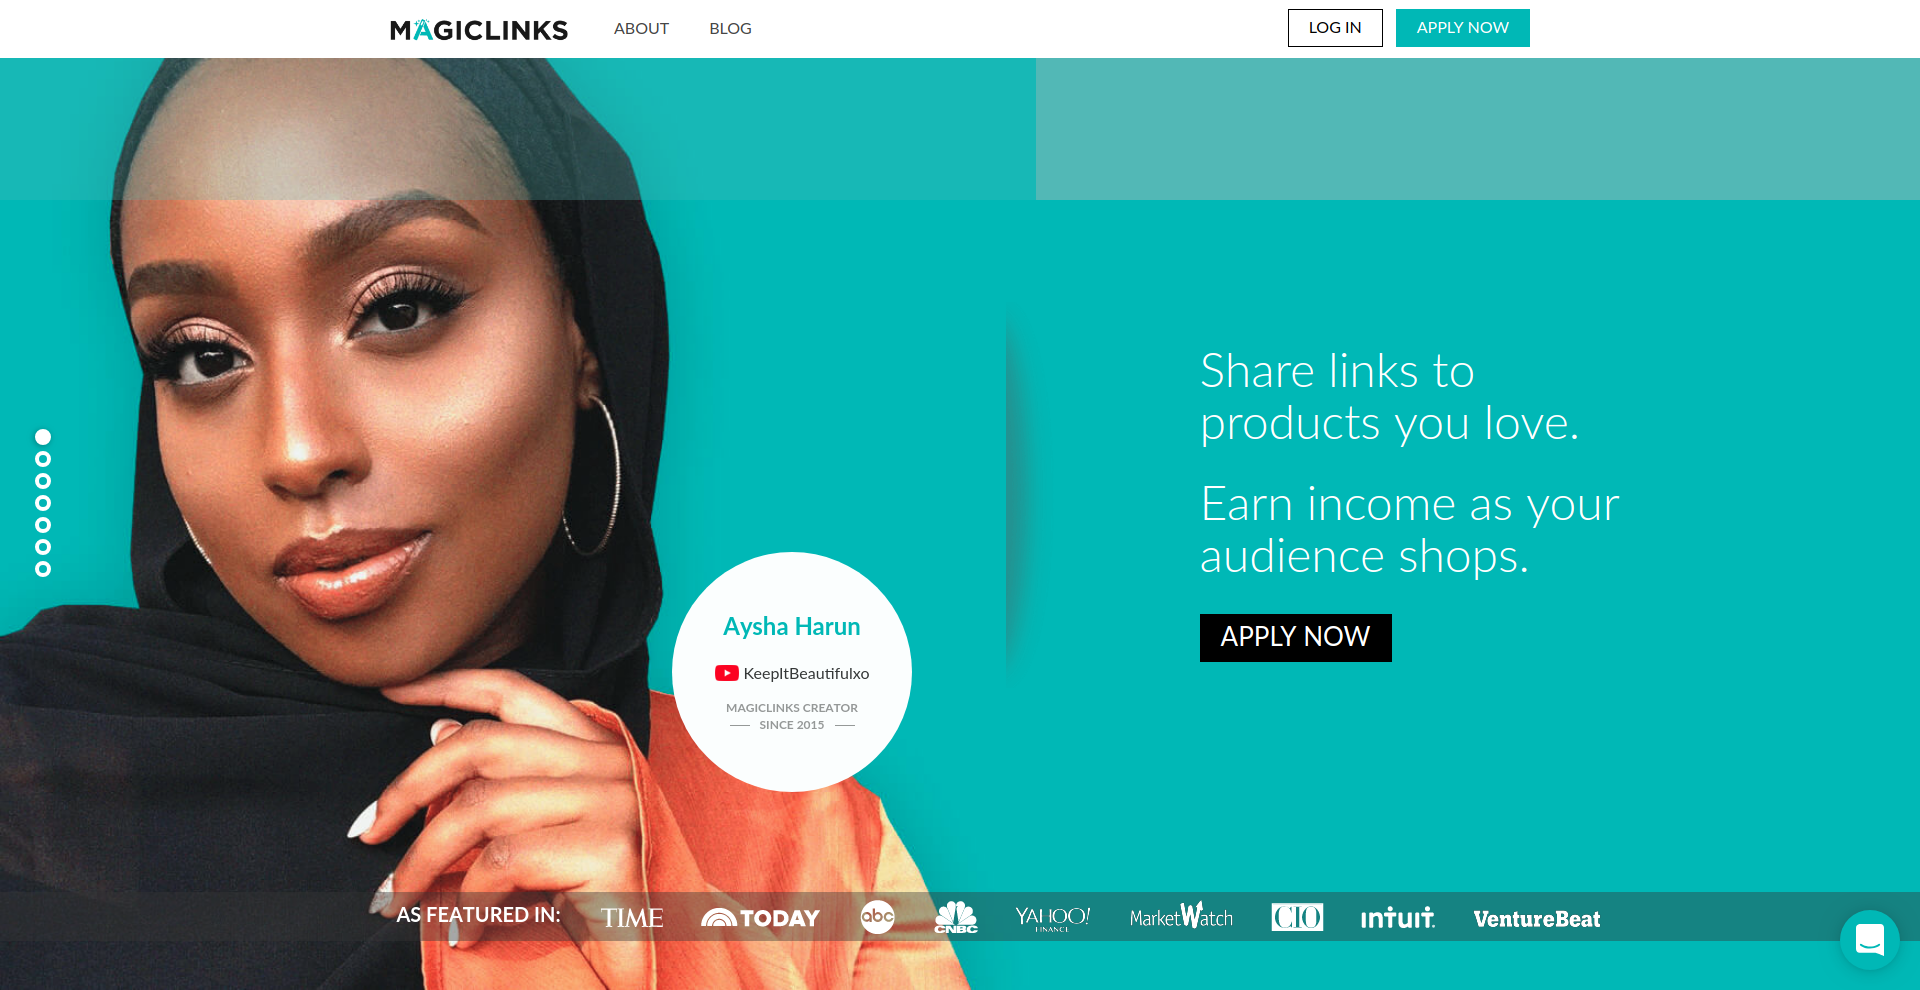 MAGICLINKS
ABOUT
BLOG
LOG IN
APPLY NOW
Share links to
products you love.
Earn income as your
audience shops.
APPLY NOW
Aysha Harun
KeepItBeautifulxo
MAGICLINKS CREATOR
SINCE 2015
AS FEATURED IN:
TIME
TODAY
abc
CNBC
YAHOO!
FINANCE
MarketWatch
CIO
intuit.
VentureBeat